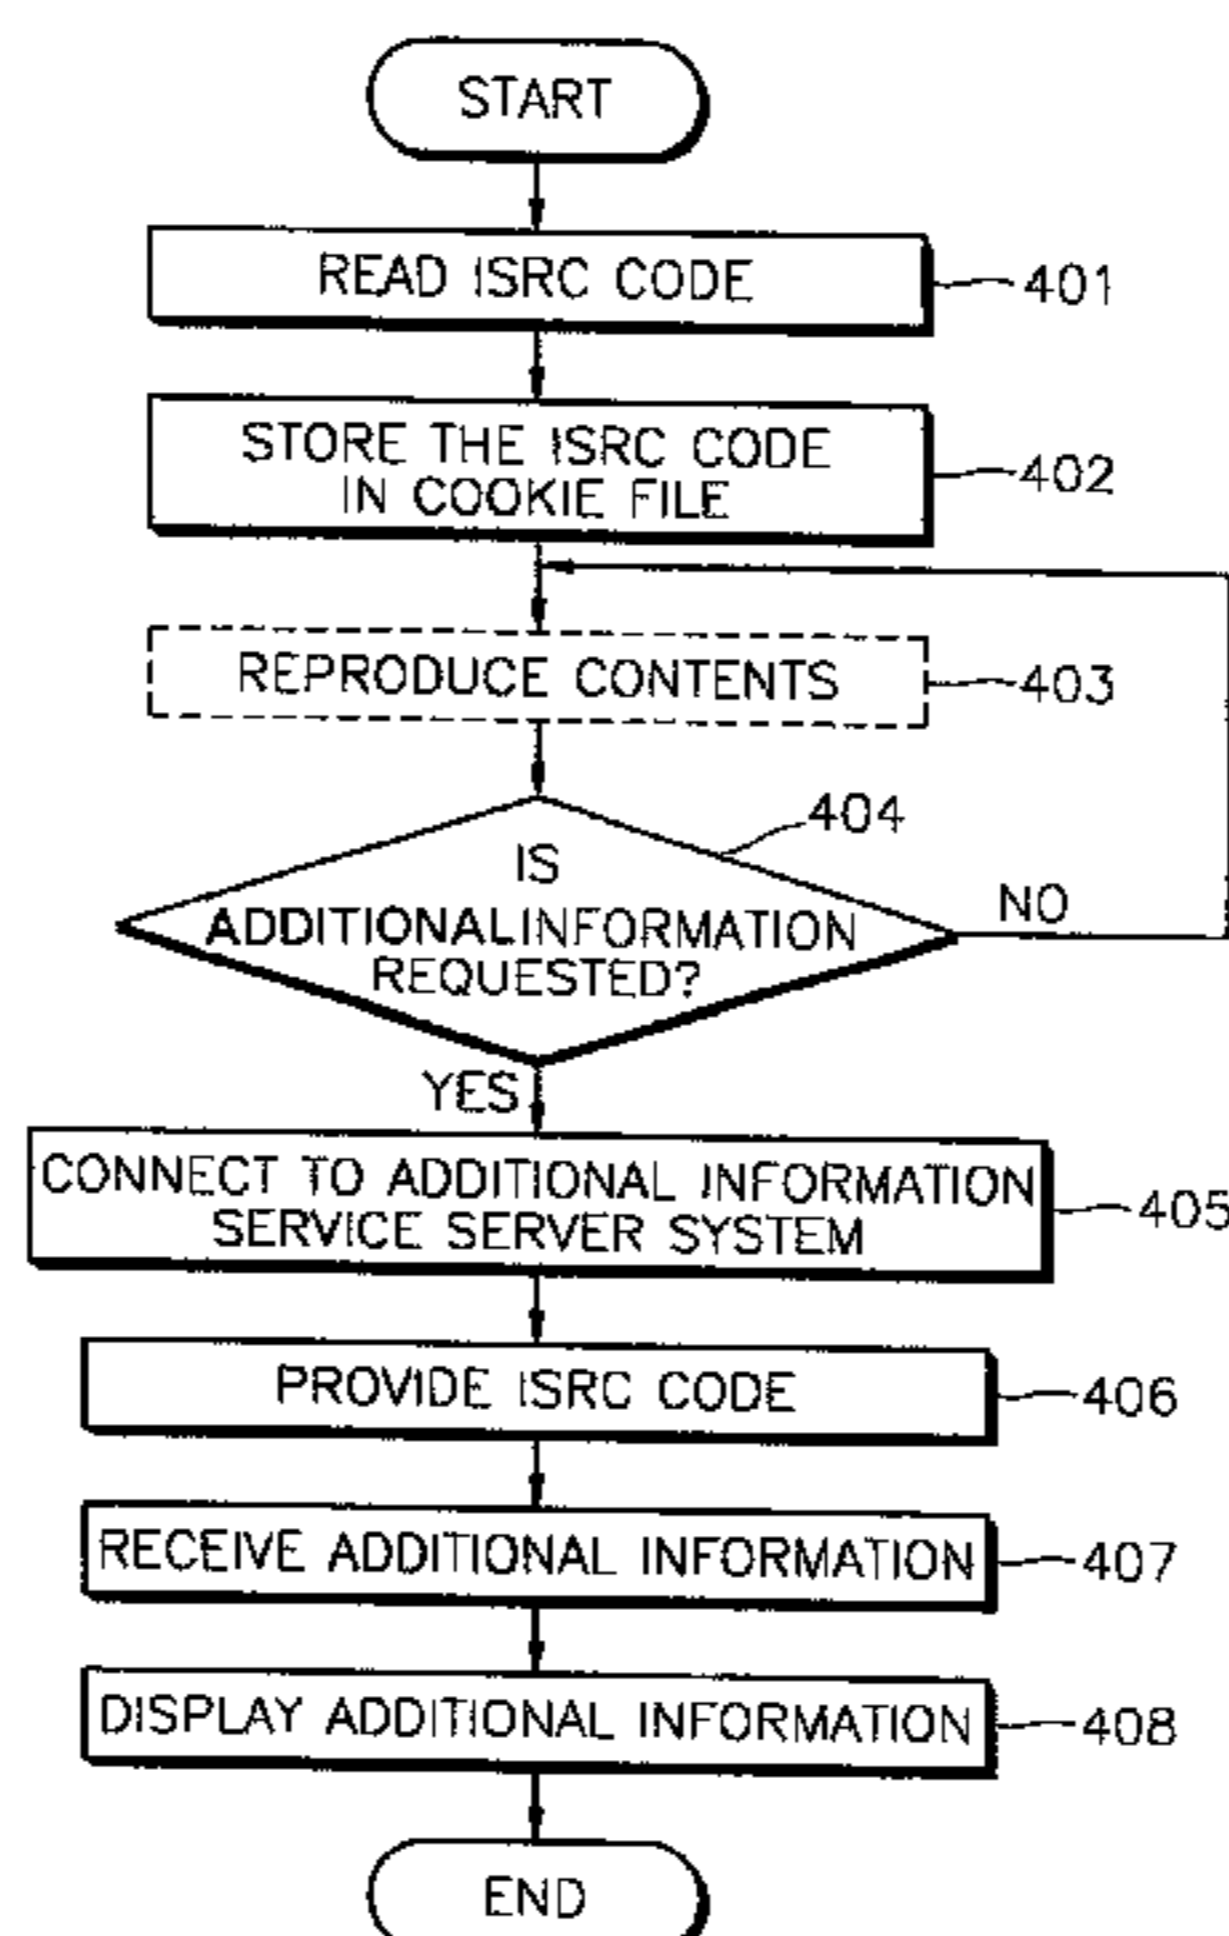 START
READ ISRC CODE
401
STORE THE ISRC CODE
IN COOKIE FILE
402
REPRODUCE CONTENTS
403
404
IS
ADDITIONAL INFORMATION
REQUESTED?
NO
YES
CONNECT TO ADDITIONAL INFORMATION
SERVICE SERVER SYSTEM
405
PROVIDE ISRC CODE
406
RECEIVE ADDITIONAL INFORMATION
407
DISPLAY ADDITIONAL INFORMATION
408
END